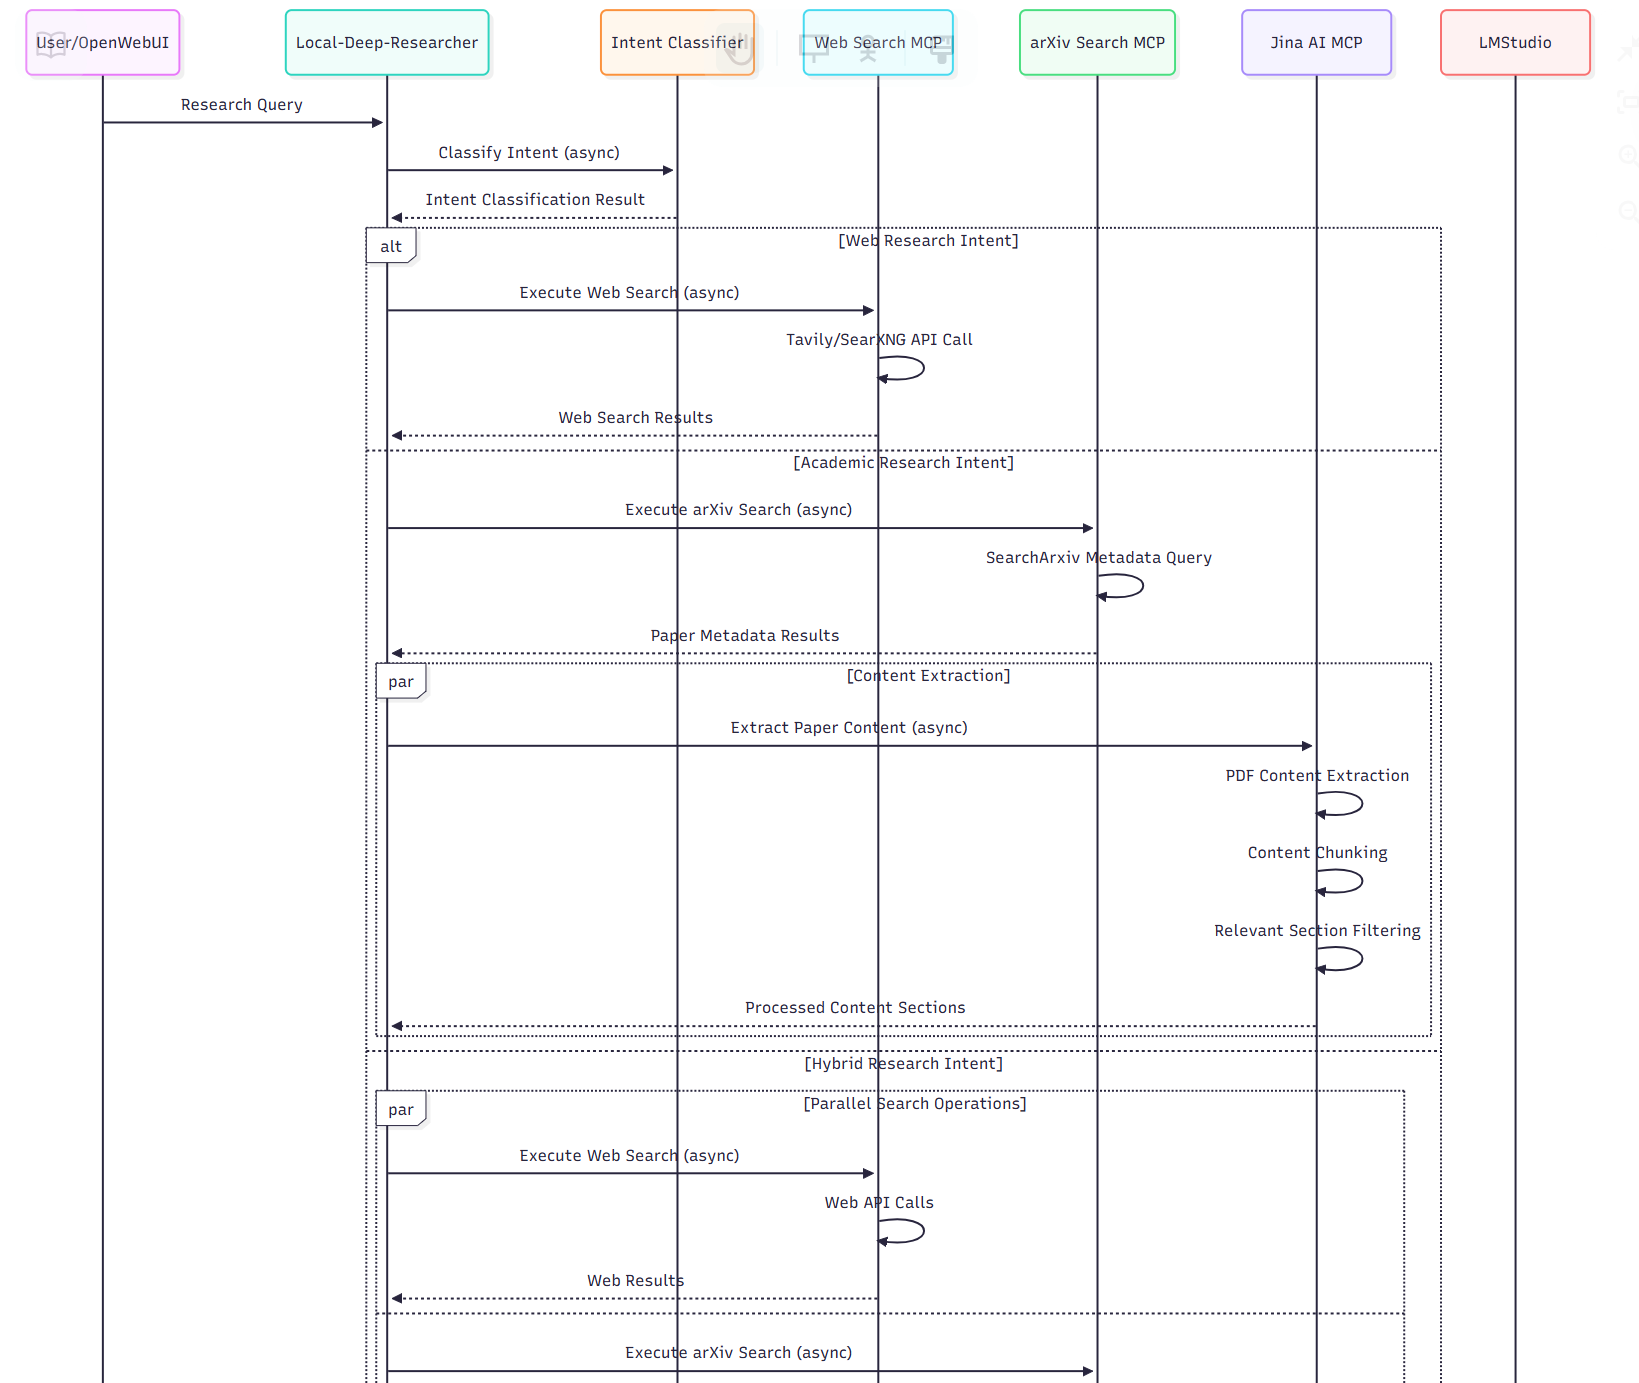 User/OpenWebUI
Local-Deep-Researcher
Intent Classifier
Web Search MCP
arXiv Search MCP
Jina AI MCP
LMStudio
Research Query
Classify Intent (async)
Intent Classification Result
alt
[Web Research Intent]
Execute Web Search (async)
Tavily/SearXNG API Call
Web Search Results
[Academic Research Intent]
Execute arXiv Search (async)
SearchArxiv Metadata Query
Paper Metadata Results
par
[Content Extraction]
Extract Paper Content (async)
PDF Content Extraction
Content Chunking
Relevant Section Filtering
Processed Content Sections
[Hybrid Research Intent]
par
[Parallel Search Operations]
Execute Web Search (async)
Web API Calls
Web Results
Execute arXiv Search (async)